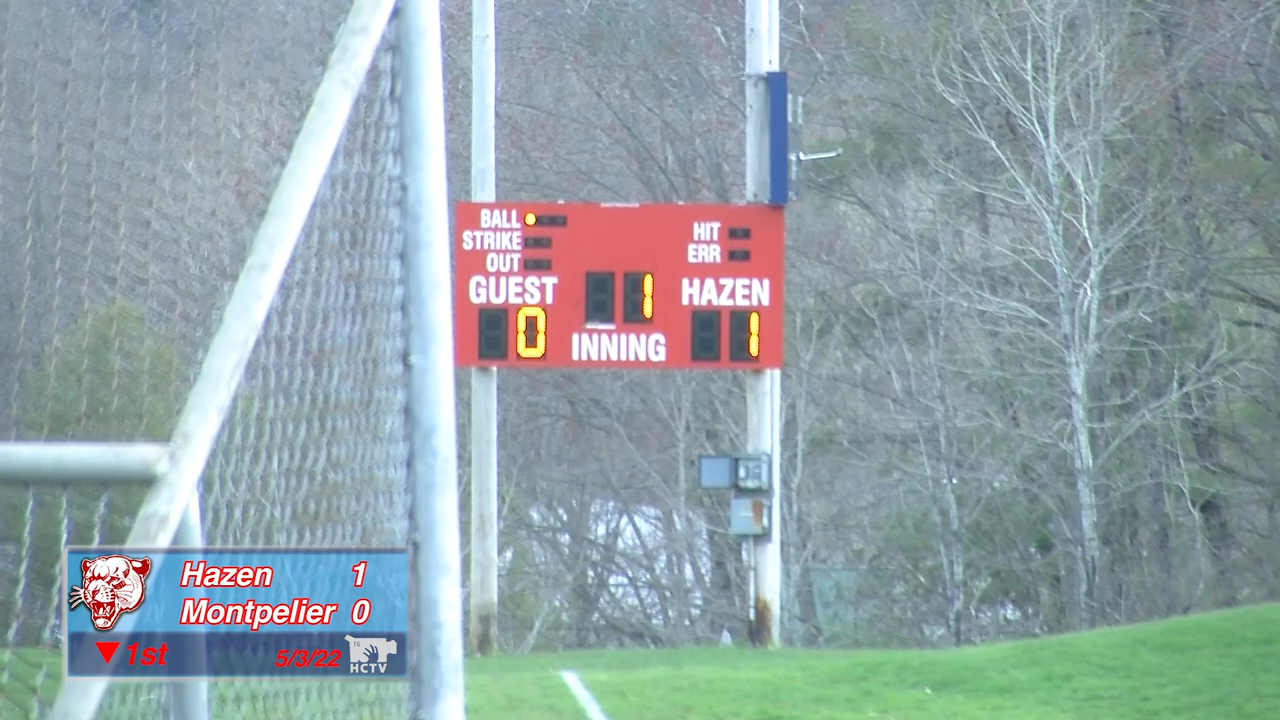 BALL
STRIKE
OUT
HIT
ERR
GUEST 1 HAZEN
0 INNING 1
Hazen 1
Montpelier 0
1st 5/3/22
16
HCTV